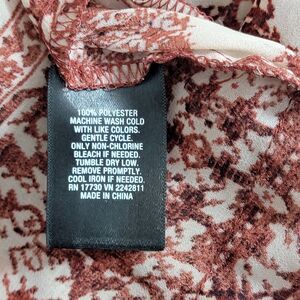 100% POLYESTER
MACHINE WASH COLD
WITH LIKE COLORS.
GENTLE CYCLE.
ONLY NON-CHLORINE
BLEACH IF NEEDED.
TUMBLE DRY LOW.
REMOVE PROMPTLY.
COOL IRON IF NEEDED.
RN 17730 VN 2242811
MADE IN CHINA